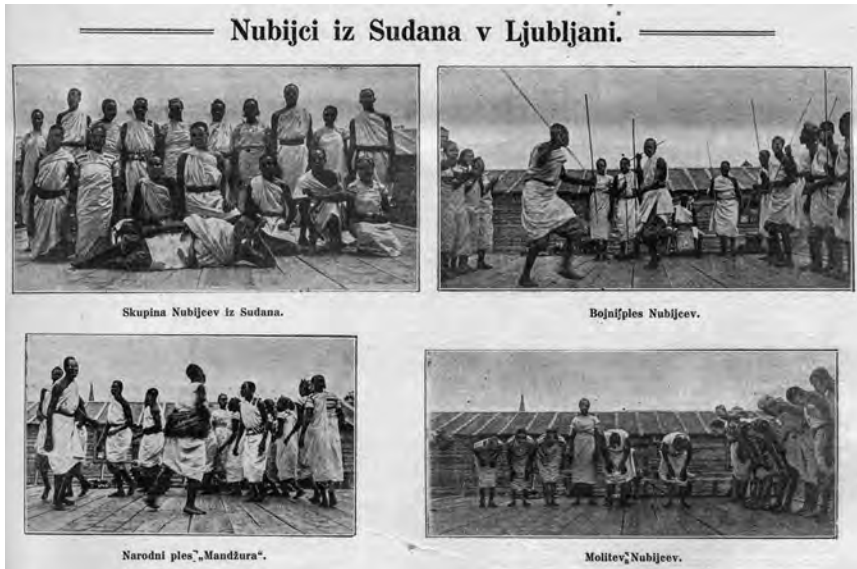 Nubijci iz Sudana v Ljubljani.
Skupina Nubijcev iz Sudana.
Bojni ples Nubijcev.
Narodni ples „Mandžura“.
Molitev Nubijcev.